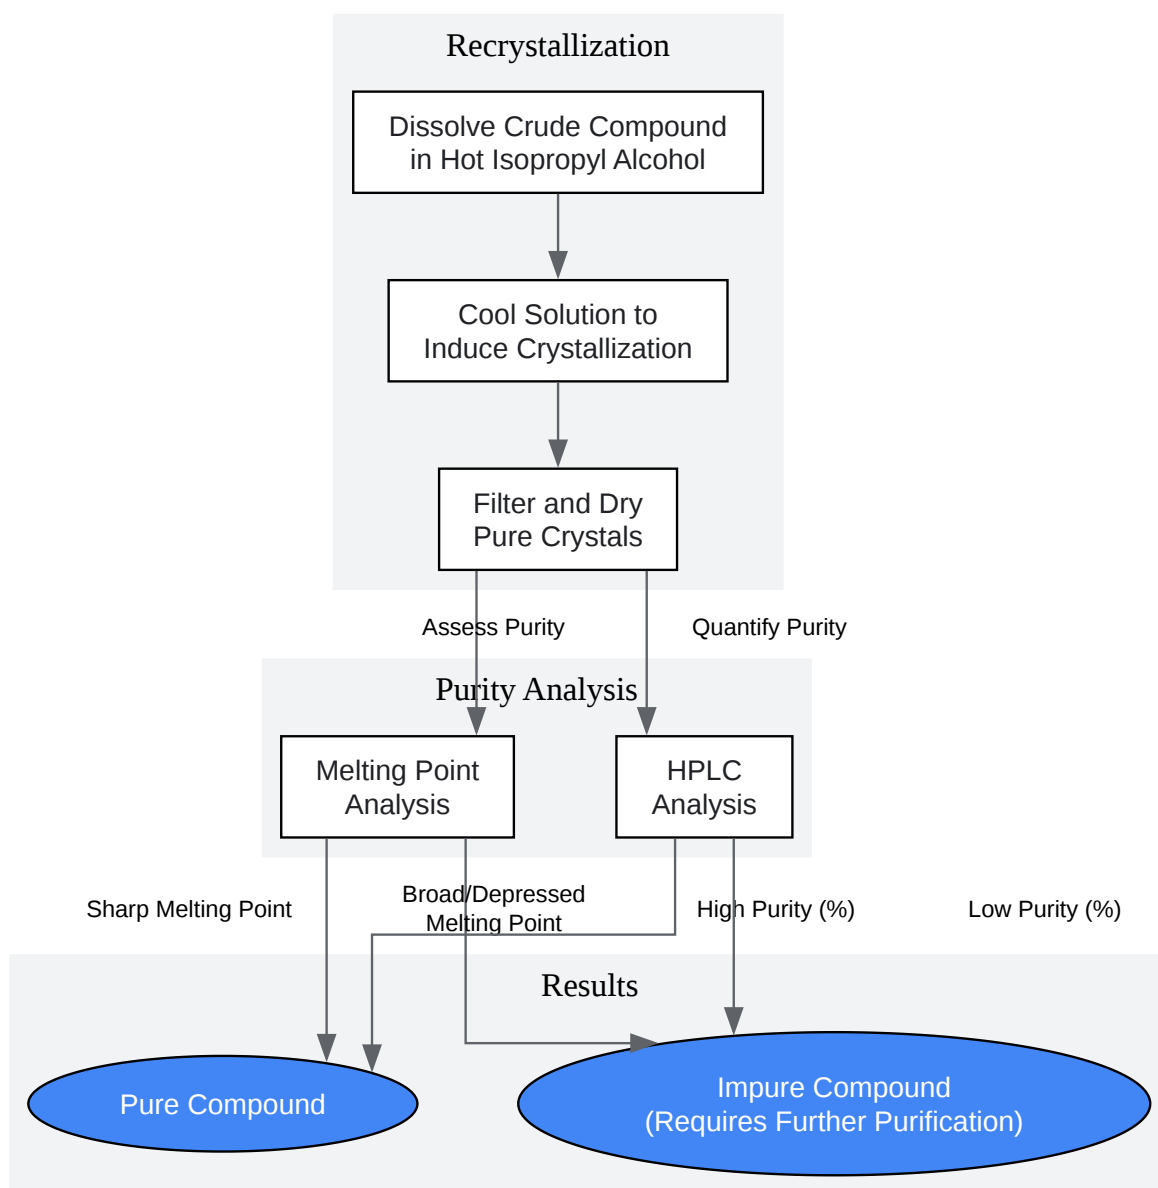 Recrystallization
Dissolve Crude Compound
in Hot Isopropyl Alcohol
Cool Solution to
Induce Crystallization
Filter and Dry
Pure Crystals
Assess Purity
Quantify Purity
Purity Analysis
Melting Point
Analysis
HPLC
Analysis
Sharp Melting Point
Broad/Depressed
Melting Point
High Purity (%)
Low Purity (%)
Results
Pure Compound
Impure Compound
(Requires Further Purification)